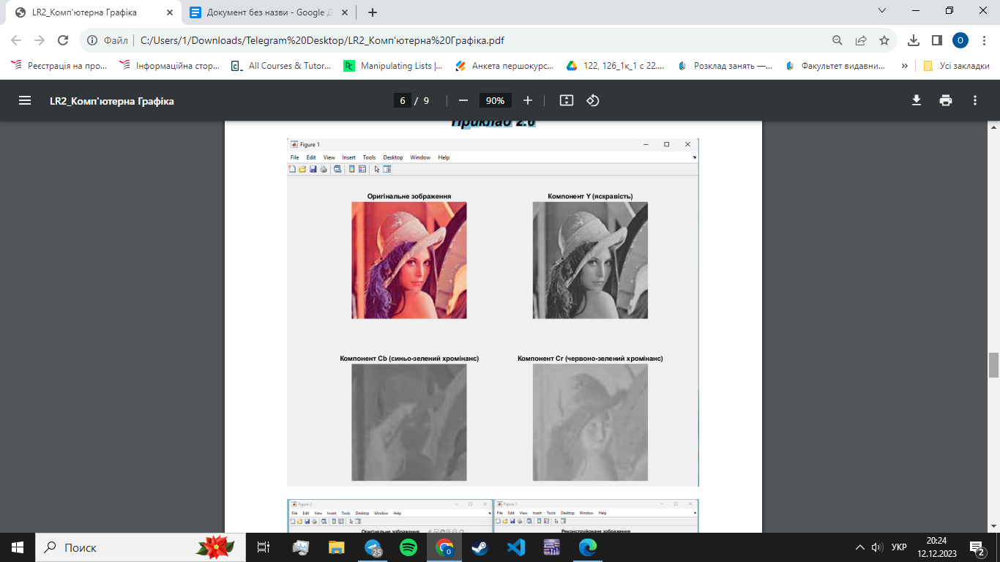 LR2_Комп'ютерна Графіка
Документ без назви - Google Д
Файл
C:/Users/1/Downloads/Telegram%20Desktop/LR2_Комп'ютерна%20Графіка.pdf
Реєстрація на про...
Інформаційна стор...
All Courses & Tutor...
Manipulating Lists |...
Анкета першокурс...
122, 126_1к_1 с 22....
Розклад занять —...
Факультет видавни...
Усі закладки
LR2_Комп'ютерна Графіка
6 / 9
90%
Приклад 2.6
Figure 1
File Edit View Insert Tools Desktop Window Help
Оригінальне зображення
Компонент Y (яскравість)
Компонент Cb (синьо-зелений хромінанс)
Компонент Cr (червоно-зелений хромінанс)
Figure 2
File Edit View Insert Tools Desktop Window Help
Оригінальне зображення
Figure 1
File Edit View Insert Tools Desktop Window Help
Реконструйоване зображення
Поиск
25
УКР
20:24
12.12.2023
2